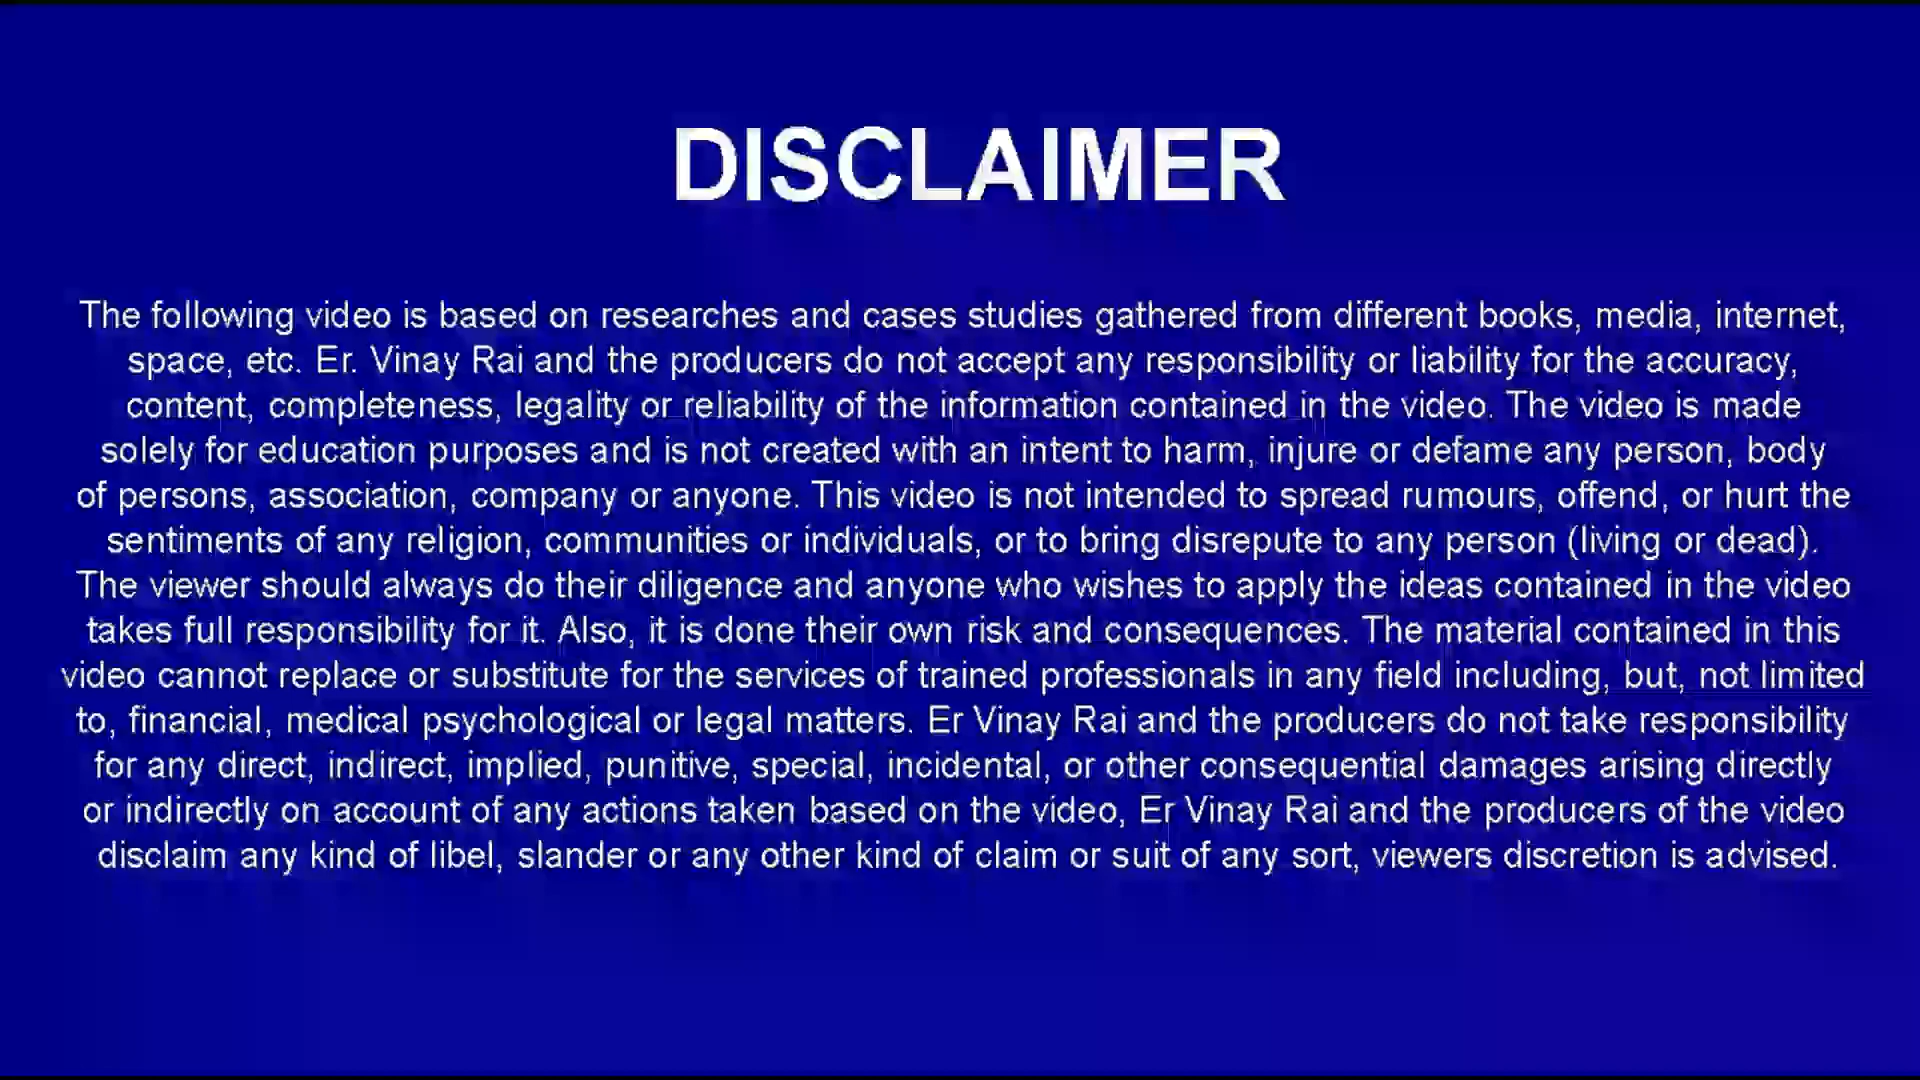 DISCLAIMER
The following video is based on researches and cases studies gathered from different books, media, internet,
space, etc. Er. Vinay Rai and the producers do not accept any responsibility or liability for the accuracy,
content, completeness, legality or reliability of the information contained in the video. The video is made
solely for education purposes and is not created with an intent to harm, injure or defame any person, body
of persons, association, company or anyone. This video is not intended to spread rumours, offend, or hurt the
sentiments of any religion, communities or individuals, or to bring disrepute to any person (living or dead).
The viewer should always do their diligence and anyone who wishes to apply the ideas contained in the video
takes full responsibility for it. Also, it is done their own risk and consequences. The material contained in this
video cannot replace or substitute for the services of trained professionals in any field including, but, not limited
to, financial, medical psychological or legal matters. Er Vinay Rai and the producers do not take responsibility
for any direct, indirect, implied, punitive, special, incidental, or other consequential damages arising directly
or indirectly on account of any actions taken based on the video, Er Vinay Rai and the producers of the video
disclaim any kind of libel, slander or any other kind of claim or suit of any sort, viewers discretion is advised.